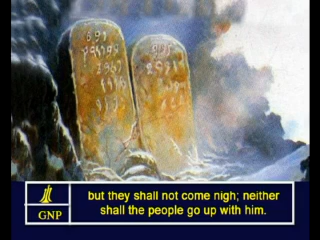 but they shall not come nigh; neither
shall the people go up with him.
GNP